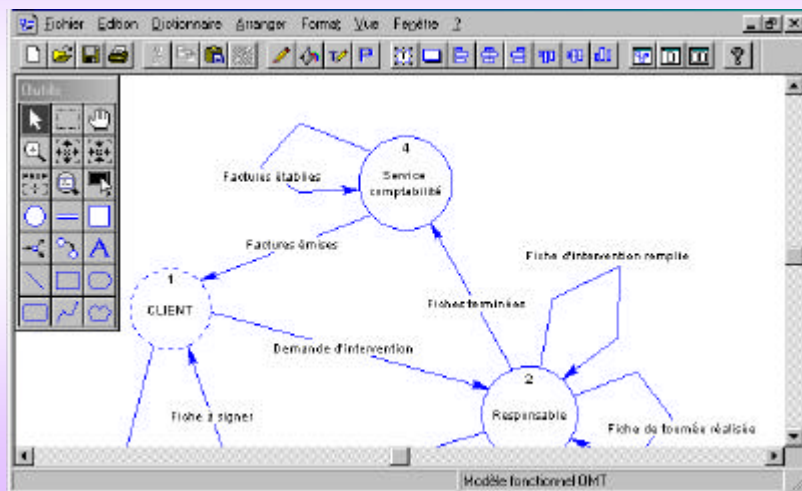 Fichier Edition Dictionnaire Arranger Format Vue Fenêtre ?
Outils
4
Service
comptabilité
Factures établies
Factures émises
Fiche d'intervention remplie
1
CLIENT
Fiches terminées
Demande d'intervention
2
Responsable
Fiche à signer
Fiche de tournée réalisée
Modèle fonctionnel OMT